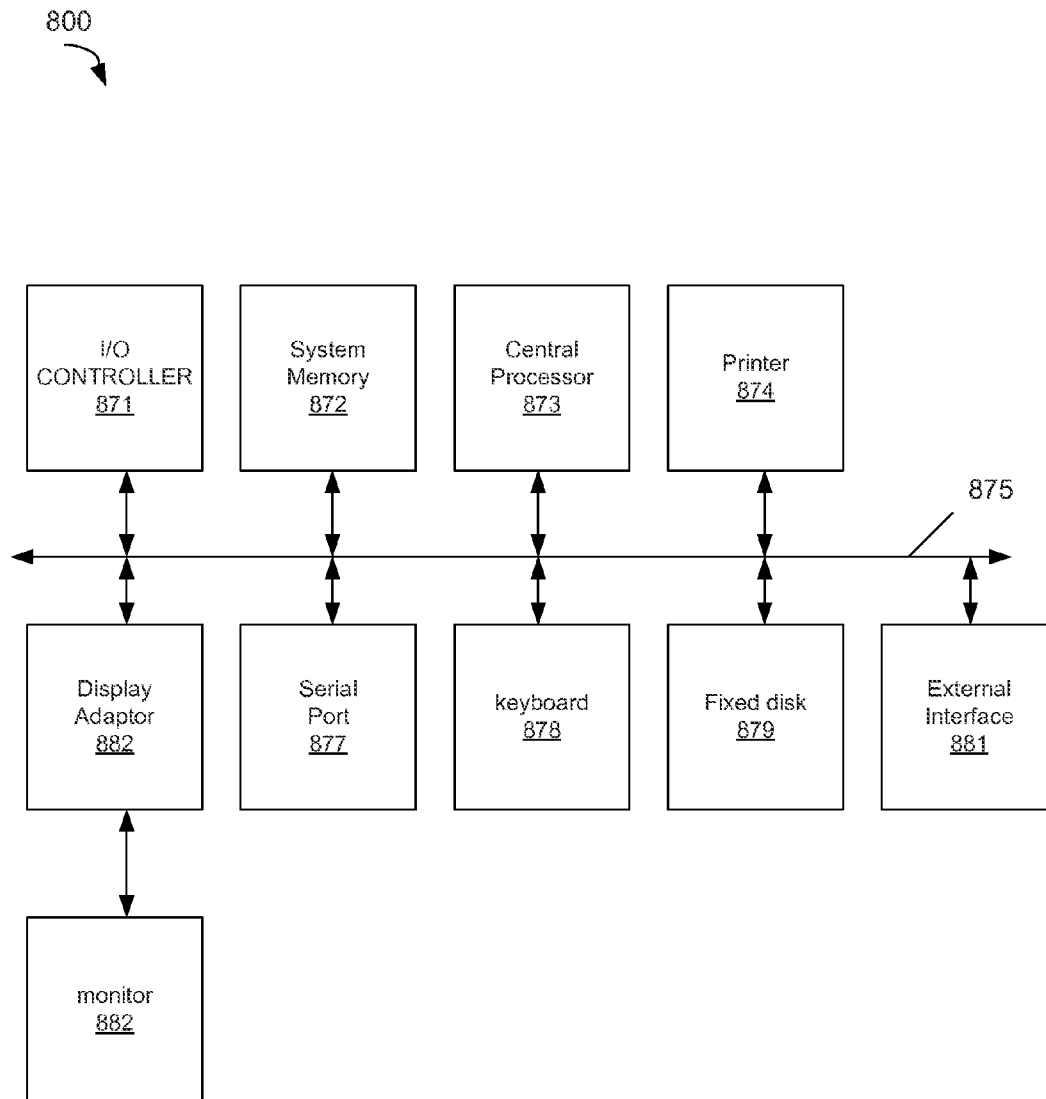 800
I/O
CONTROLLER
871
System
Memory
872
Central
Processor
873
Printer
874
875
Display
Adaptor
882
Serial
Port
877
keyboard
878
Fixed disk
879
External
Interface
881
monitor
882